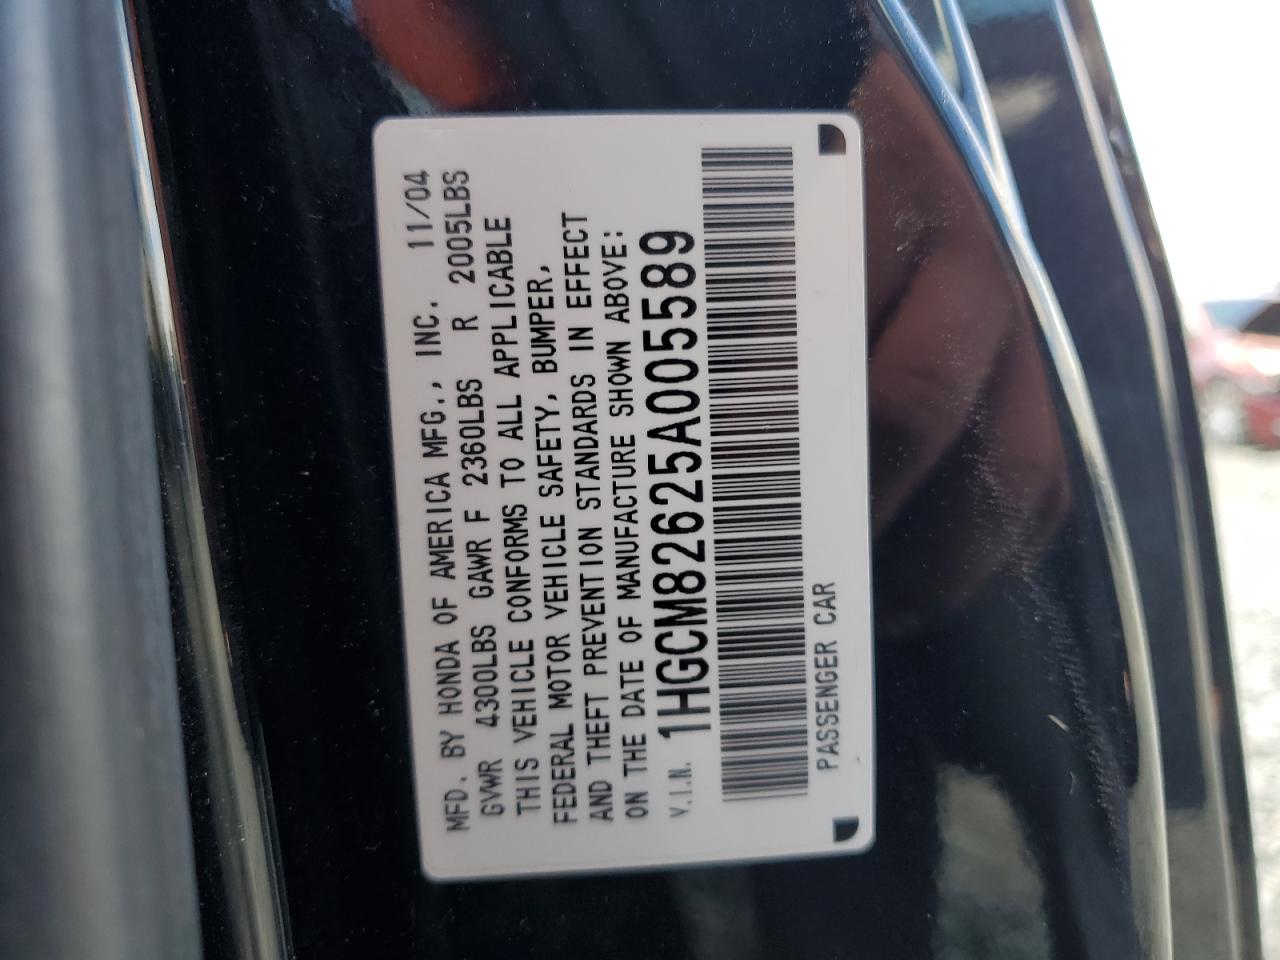 MFD. BY HONDA OF AMERICA MFG., INC. 11/04
GVWR 4300LBS GAWR F 2360LBS R 2005LBS
THIS VEHICLE CONFORMS TO ALL APPLICABLE
FEDERAL MOTOR VEHICLE SAFETY, BUMPER,
AND THEFT PREVENTION STANDARDS IN EFFECT
ON THE DATE OF MANUFACTURE SHOWN ABOVE:
V.I.N. 1HGCM82625A005589
PASSENGER CAR